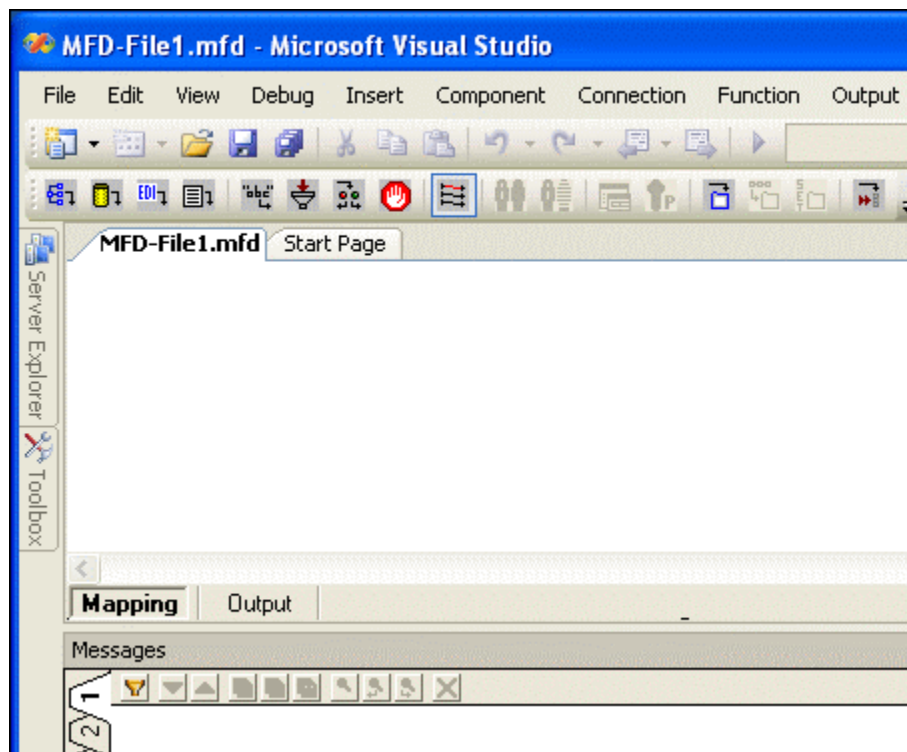 MFD-File1.mfd - Microsoft Visual Studio
File Edit View Debug Insert Component Connection Function Output
EDI "abc"
P
MFD-File1.mfd Start Page
Server Explorer
Toolbox
Mapping Output
Messages
1
2